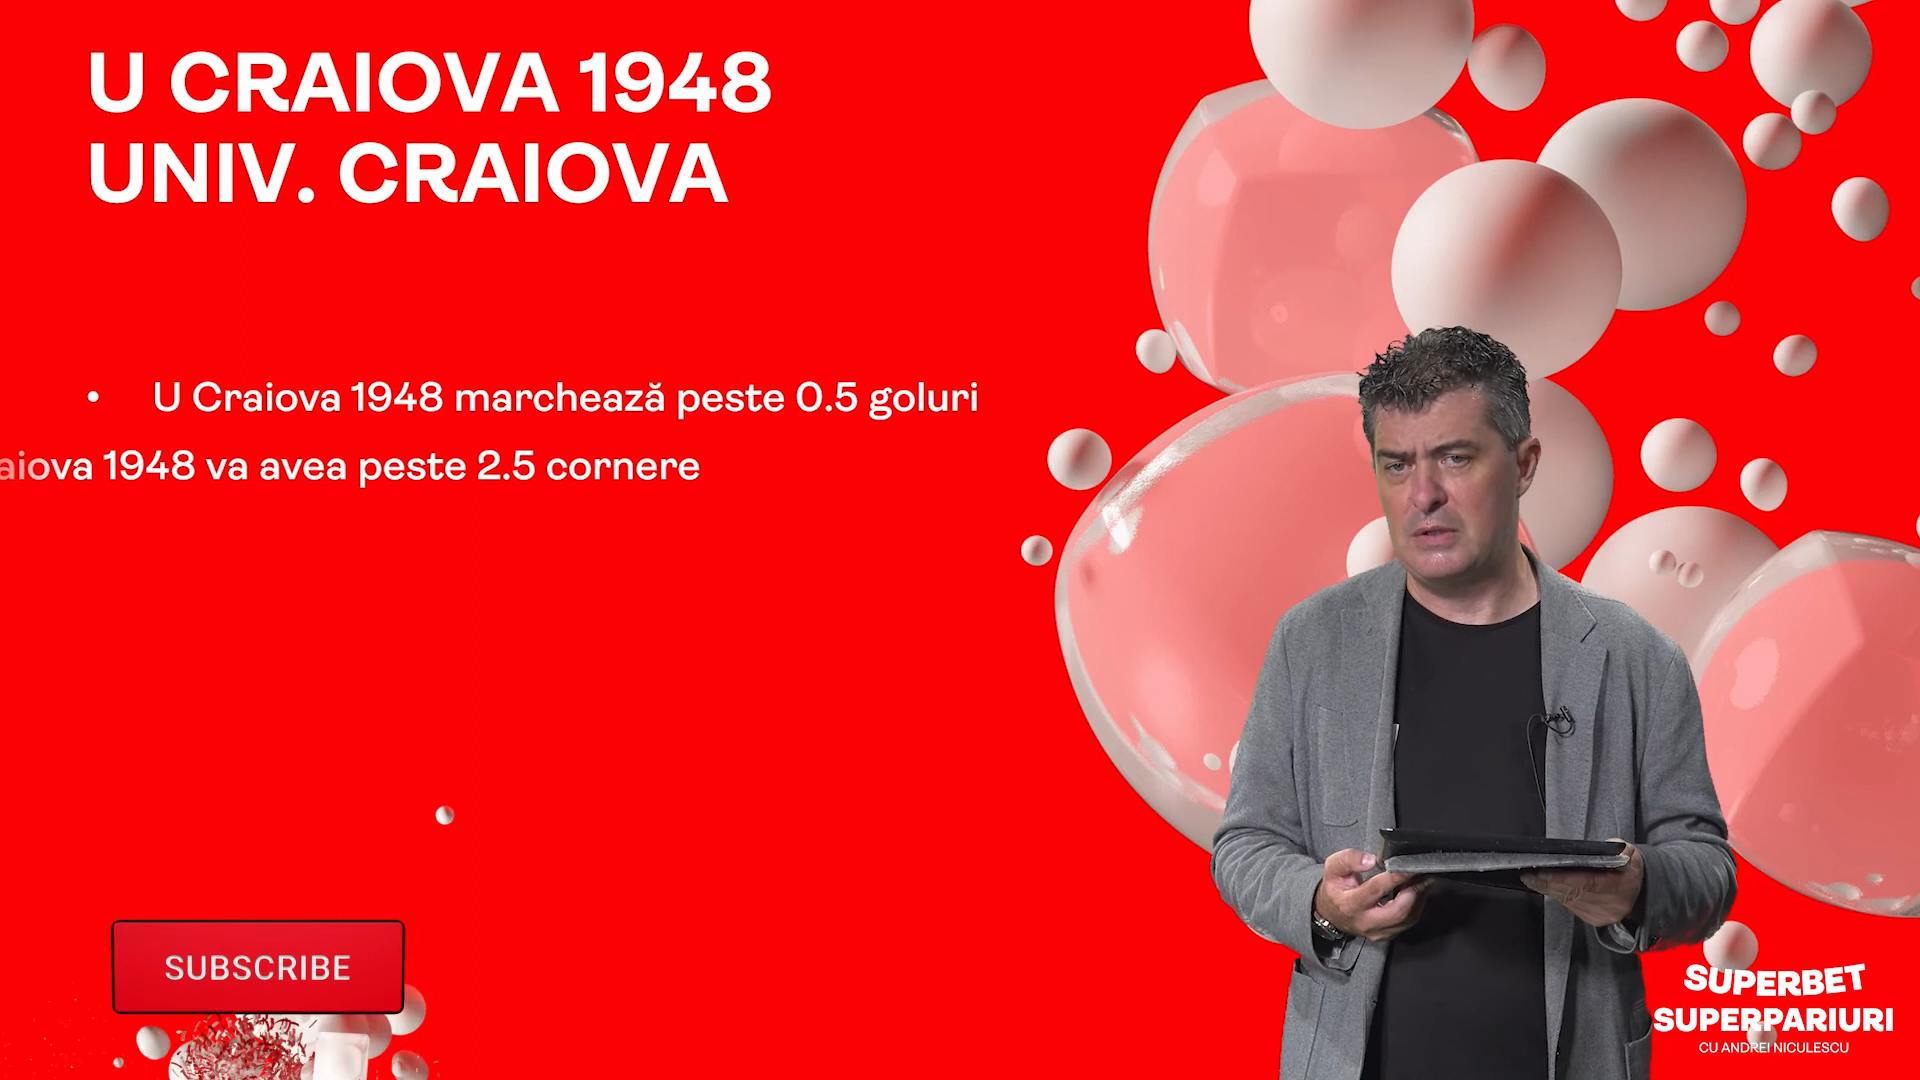 U CRAIOVA 1948
UNIV. CRAIOVA
• U Craiova 1948 marchează peste 0.5 goluri
aiova 1948 va avea peste 2.5 cornere
SUBSCRIBE
SUPERBET
SUPERPARIURI
CU ANDREI NICULESCU